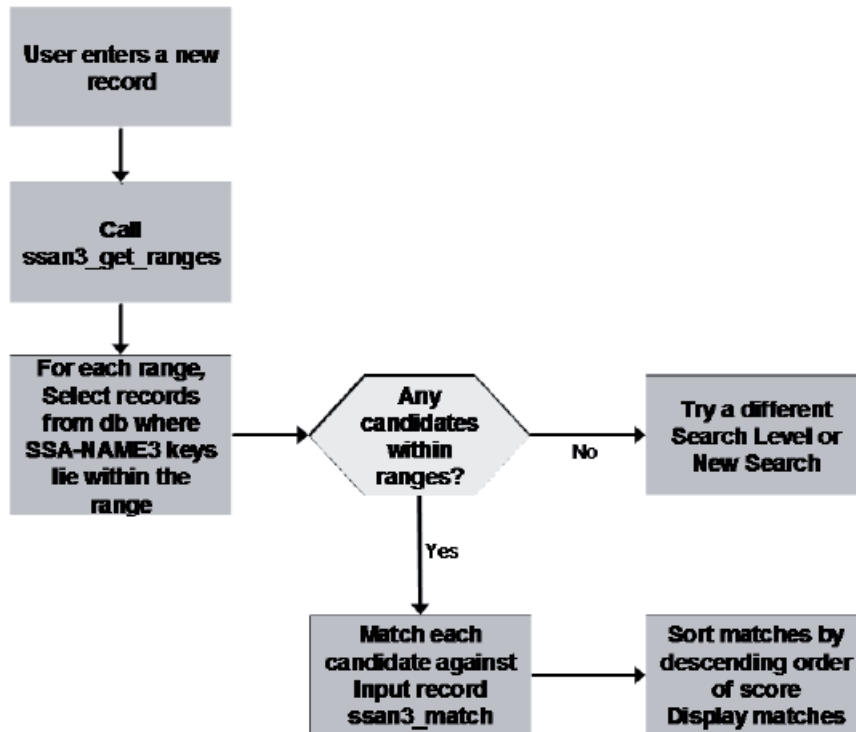 User enters a new
record
Call
ssan3_get_ranges
For each range,
Select records
from db where
SSA-NAME3 keys
lie within the
range
Any
candidates
within
ranges?
No
Try a different
Search Level or
New Search
Yes
Match each
candidate against
Input record
ssan3_match
Sort matches by
descending order
of score
Display matches